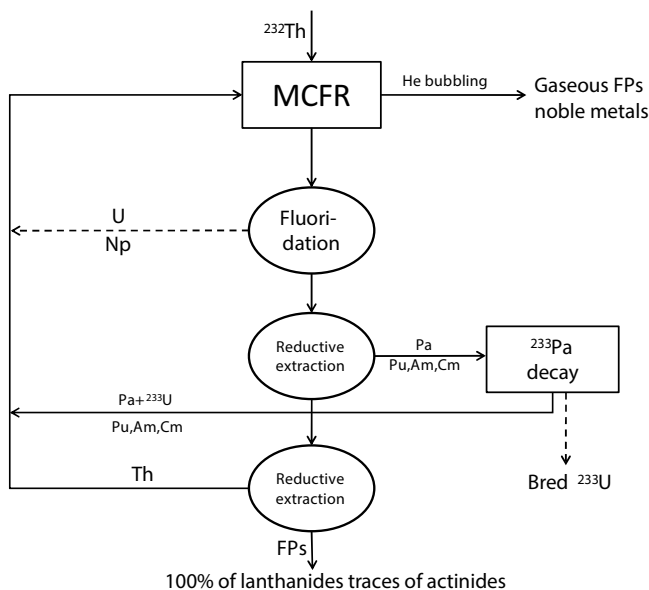 ²³²Th
MCFR
He bubbling
Gaseous FPs
noble metals
Fluori-
dation
U
Np
Reductive
extraction
Pa
Pu,Am,Cm
²³³Pa
decay
Pa+²³³U
Pu,Am,Cm
Bred ²³³U
Th
Reductive
extraction
FPs
100% of lanthanides traces of actinides